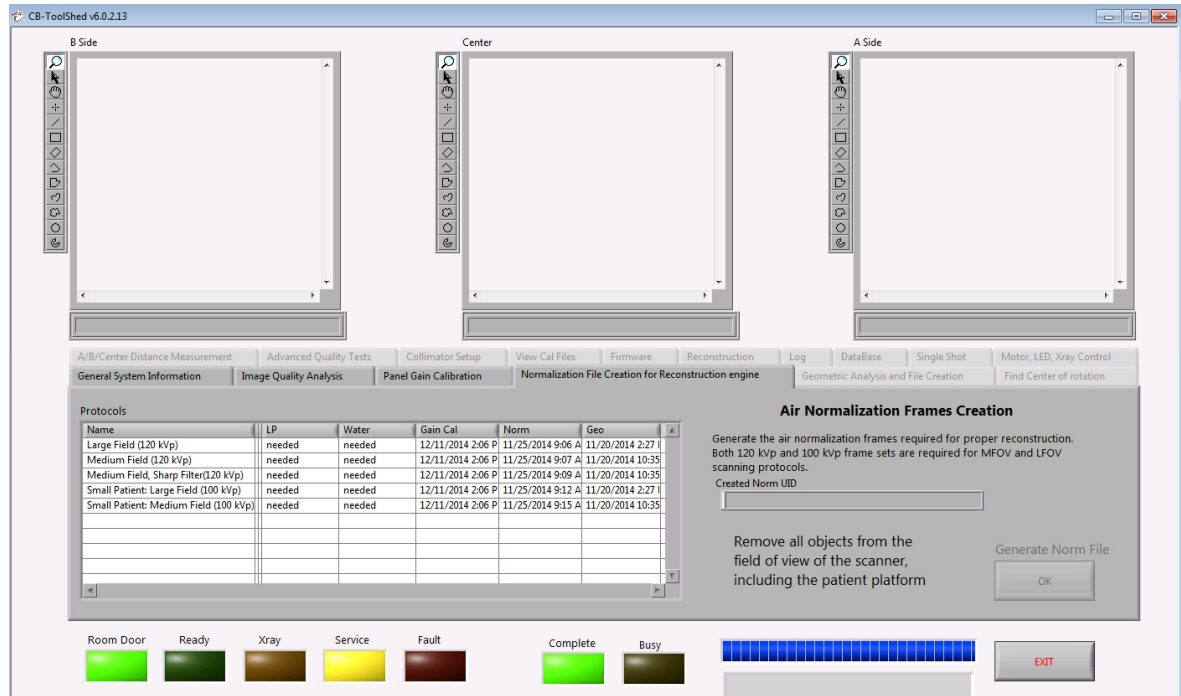 CB-ToolShed v6.0.2.13
B Side
Center
A Side
A/B/Center Distance Measurement
Advanced Quality Tests
Collimator Setup
View Cal Files
Firmware
Reconstruction
Log
DataBase
Single Shot
Motor, LED, Xray Control
General System Information
Image Quality Analysis
Panel Gain Calibration
Normalization File Creation for Reconstruction engine
Geometric Analysis and File Creation
Find Center of rotation
Protocols
Name LP Water Gain Cal Norm Geo
Large Field (120 kVp) needed needed 12/11/2014 2:06 P 11/25/2014 9:06 A 11/20/2014 2:27
Medium Field (120 kVp) needed needed 12/11/2014 2:06 P 11/25/2014 9:07 A 11/20/2014 10:35
Medium Field, Sharp Filter(120 kVp) needed needed 12/11/2014 2:06 P 11/25/2014 9:09 A 11/20/2014 10:35
Small Patient: Large Field (100 kVp) needed needed 12/11/2014 2:06 P 11/25/2014 9:12 A 11/20/2014 2:27
Small Patient: Medium Field (100 kVp) needed needed 12/11/2014 2:06 P 11/25/2014 9:15 A 11/20/2014 10:35
Air Normalization Frames Creation
Generate the air normalization frames required for proper reconstruction.
Both 120 kVp and 100 kVp frame sets are required for MFOV and LFOV
scanning protocols.
Created Norm UID
Remove all objects from the
field of view of the scanner,
including the patient platform
Generate Norm File
OK
Room Door
Ready
Xray
Service
Fault
Complete
Busy
EXIT